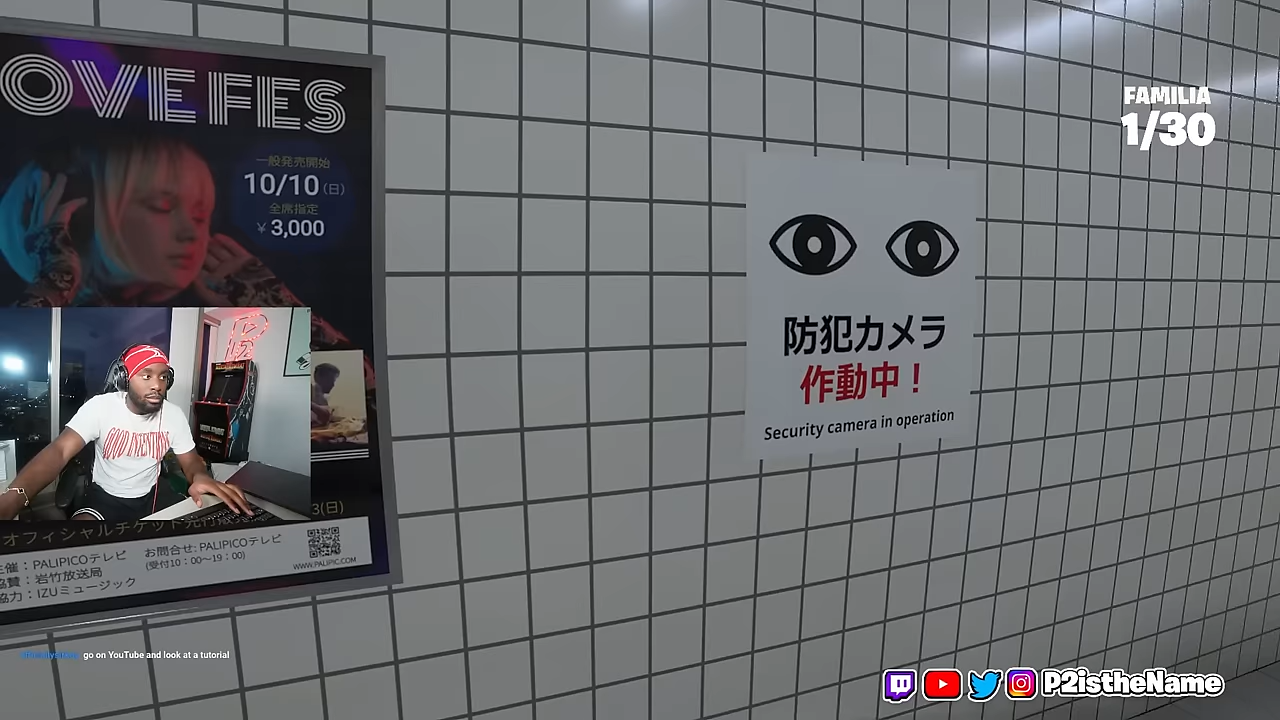 OVE FES
一般発売開始
10/10(日)
全席指定
¥3,000
3(日)
オフィシャルチケット先行販売
主催：PALIPICOテレビ
協賛：岩竹放送局
協力：IZUミュージック
お問合せ: PALIPICOテレビ
(受付10：00〜19：00)
WWW.PALIPIC.COM
防犯カメラ
作動中！
Security camera in operation
FAMILIA
1/30
GOOD INTENTIONS
go on YouTube and look at a tutorial
P2istheName